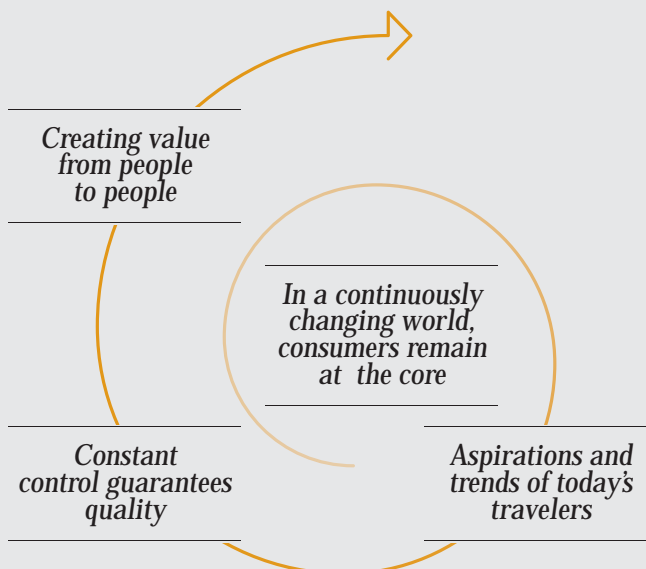 Creating value
from people
to people
In a continuously
changing world,
consumers remain
at the core
Constant
control guarantees
quality
Aspirations and
trends of today's
travelers